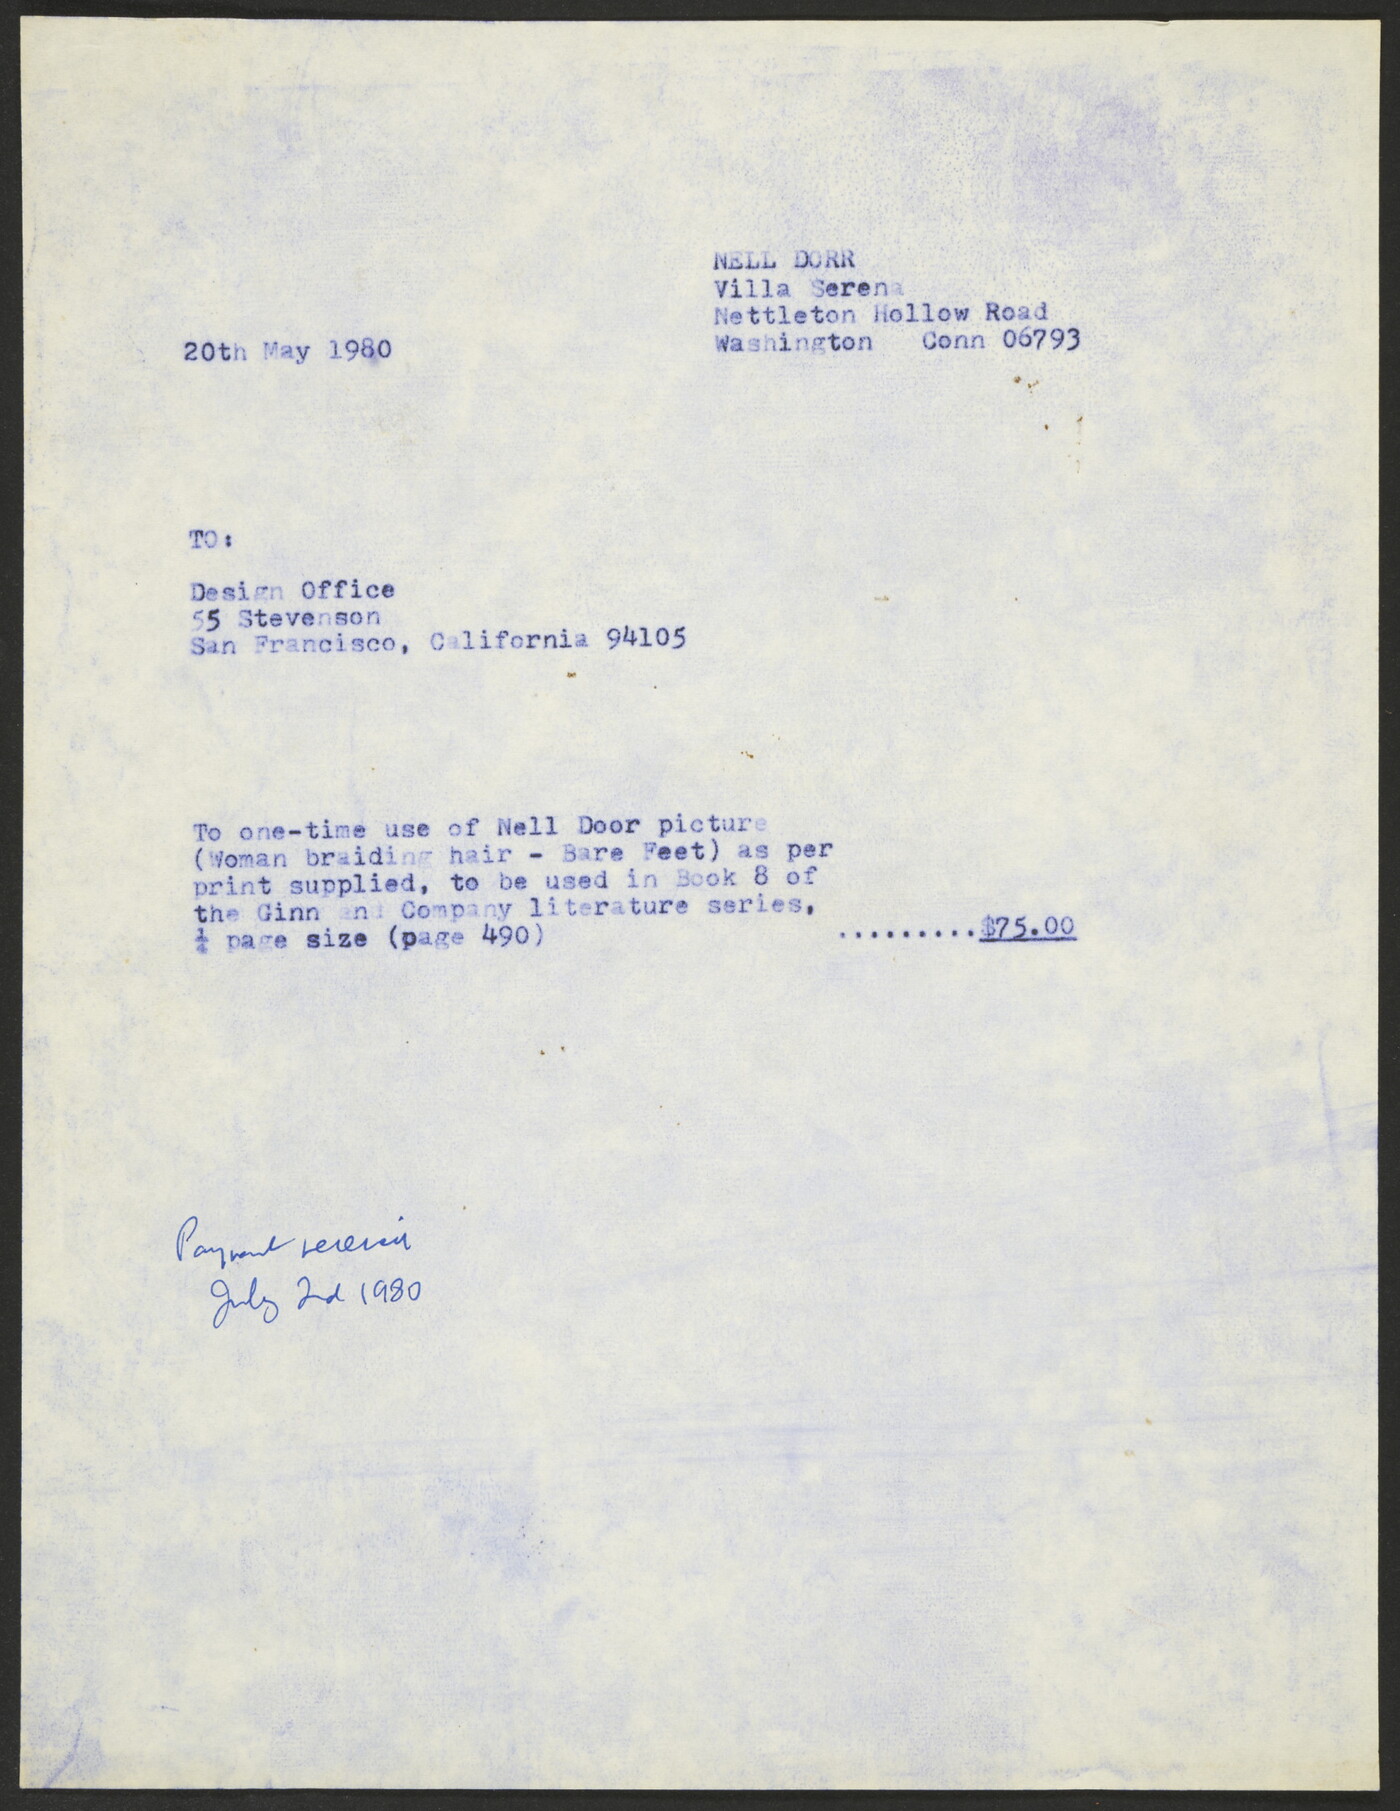 NELL DORR
Villa Serena
Nettleton Hollow Road
Washington Conn 06793
20th May 1980
TO:
Design Office
55 Stevenson
San Francisco, California 94105
To one-time use of Nell Door picture
(Woman braiding hair - Bare Feet) as per
print supplied, to be used in Book 8 of
the Ginn and Company literature series,
¼ page size (page 490) .........$75.00
Payment received
July 2nd 1980